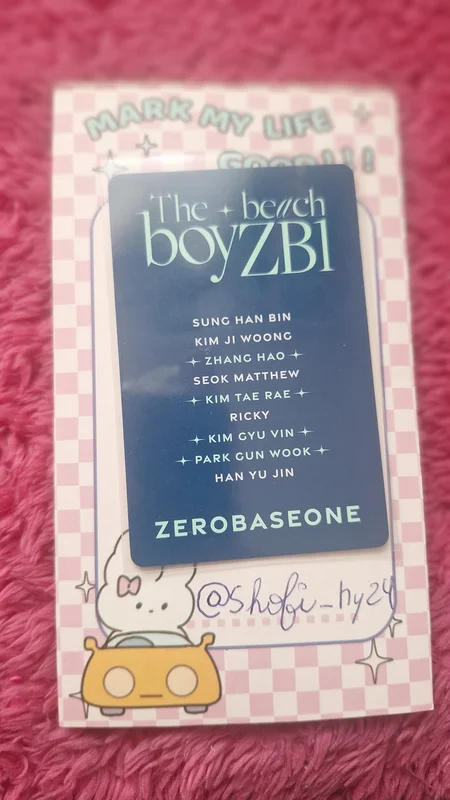 MARK MY LIFE
GOOD!!!
The beach
boyZB1
SUNG HAN BIN
KIM JI WOONG
ZHANG HAO
SEOK MATTHEW
KIM TAE RAE
RICKY
KIM GYU VIN
PARK GUN WOOK
HAN YU JIN
ZEROBASEONE
@shofi_hy24